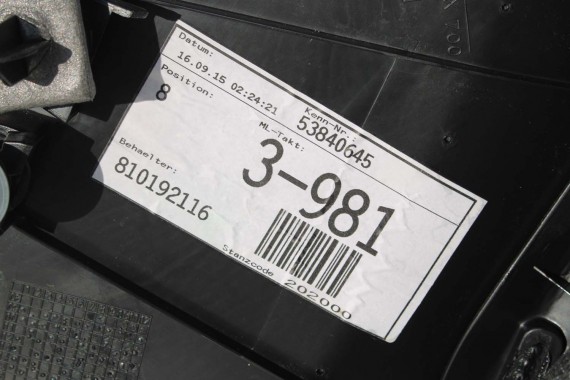 Datum:
16.09.15 02:24:21
Kenn-Nr.:
53840645
Position:
8
ML-Takt:
3-981
Behaelter:
810192116
Stanzcode
202000
700